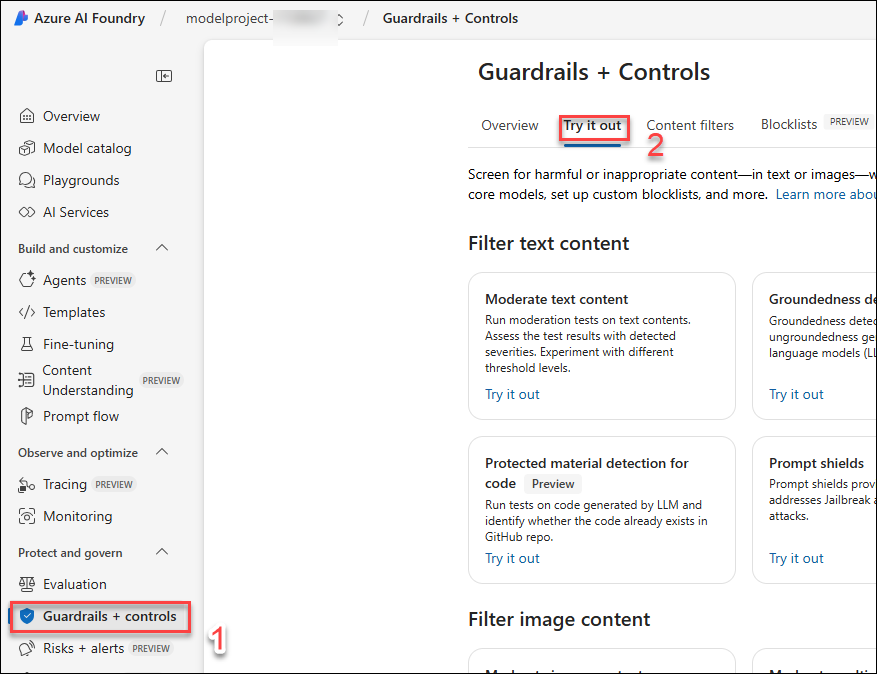 Azure AI Foundry / modelproject- / Guardrails + Controls
Overview
Model catalog
Playgrounds
AI Services
Build and customize
Agents PREVIEW
Templates
Fine-tuning
Content
Understanding PREVIEW
Prompt flow
Observe and optimize
Tracing PREVIEW
Monitoring
Protect and govern
Evaluation
Guardrails + controls
1
Risks + alerts PREVIEW
Guardrails + Controls
Overview Try it out Content filters Blocklists PREVIEW
2
Screen for harmful or inappropriate content—in text or images—w
core models, set up custom blocklists, and more. Learn more abou
Filter text content
Moderate text content
Run moderation tests on text contents.
Assess the test results with detected
severities. Experiment with different
threshold levels.
Try it out
Groundedness de
Groundedness detec
ungroundedness ge
language models (LL
Try it out
Protected material detection for
code Preview
Run tests on code generated by LLM and
identify whether the code already exists in
GitHub repo.
Try it out
Prompt shields
Prompt shields prov
addresses Jailbreak a
attacks.
Try it out
Filter image content